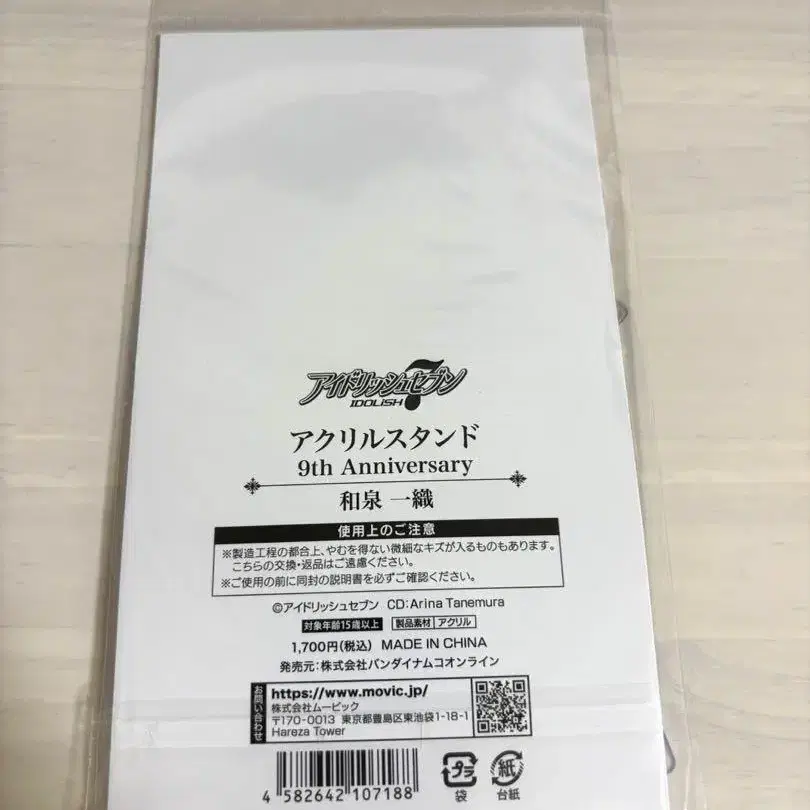 アイドリッシュセブン
IDOLiSH7
アクリルスタンド
9th Anniversary
和泉 一織
使用上のご注意
※製造工程の都合上、やむを得ない微細なキズが入るものもあります。
こちらの交換・返品はご遠慮ください。
※ご使用の前に同封の説明書を必ずご確認ください。
©アイドリッシュセブン CD:Arina Tanemura
対象年齢15歳以上 製品素材 アクリル
1,700円(税込) MADE IN CHINA
発売元:株式会社バンダイナムコオンライン
お問い合わせ
https://www.movic.jp/
株式会社ムービック
〒170-0013 東京都豊島区東池袋1-18-1
Hareza Tower
4 582642 107188
プラ 紙
袋 台紙